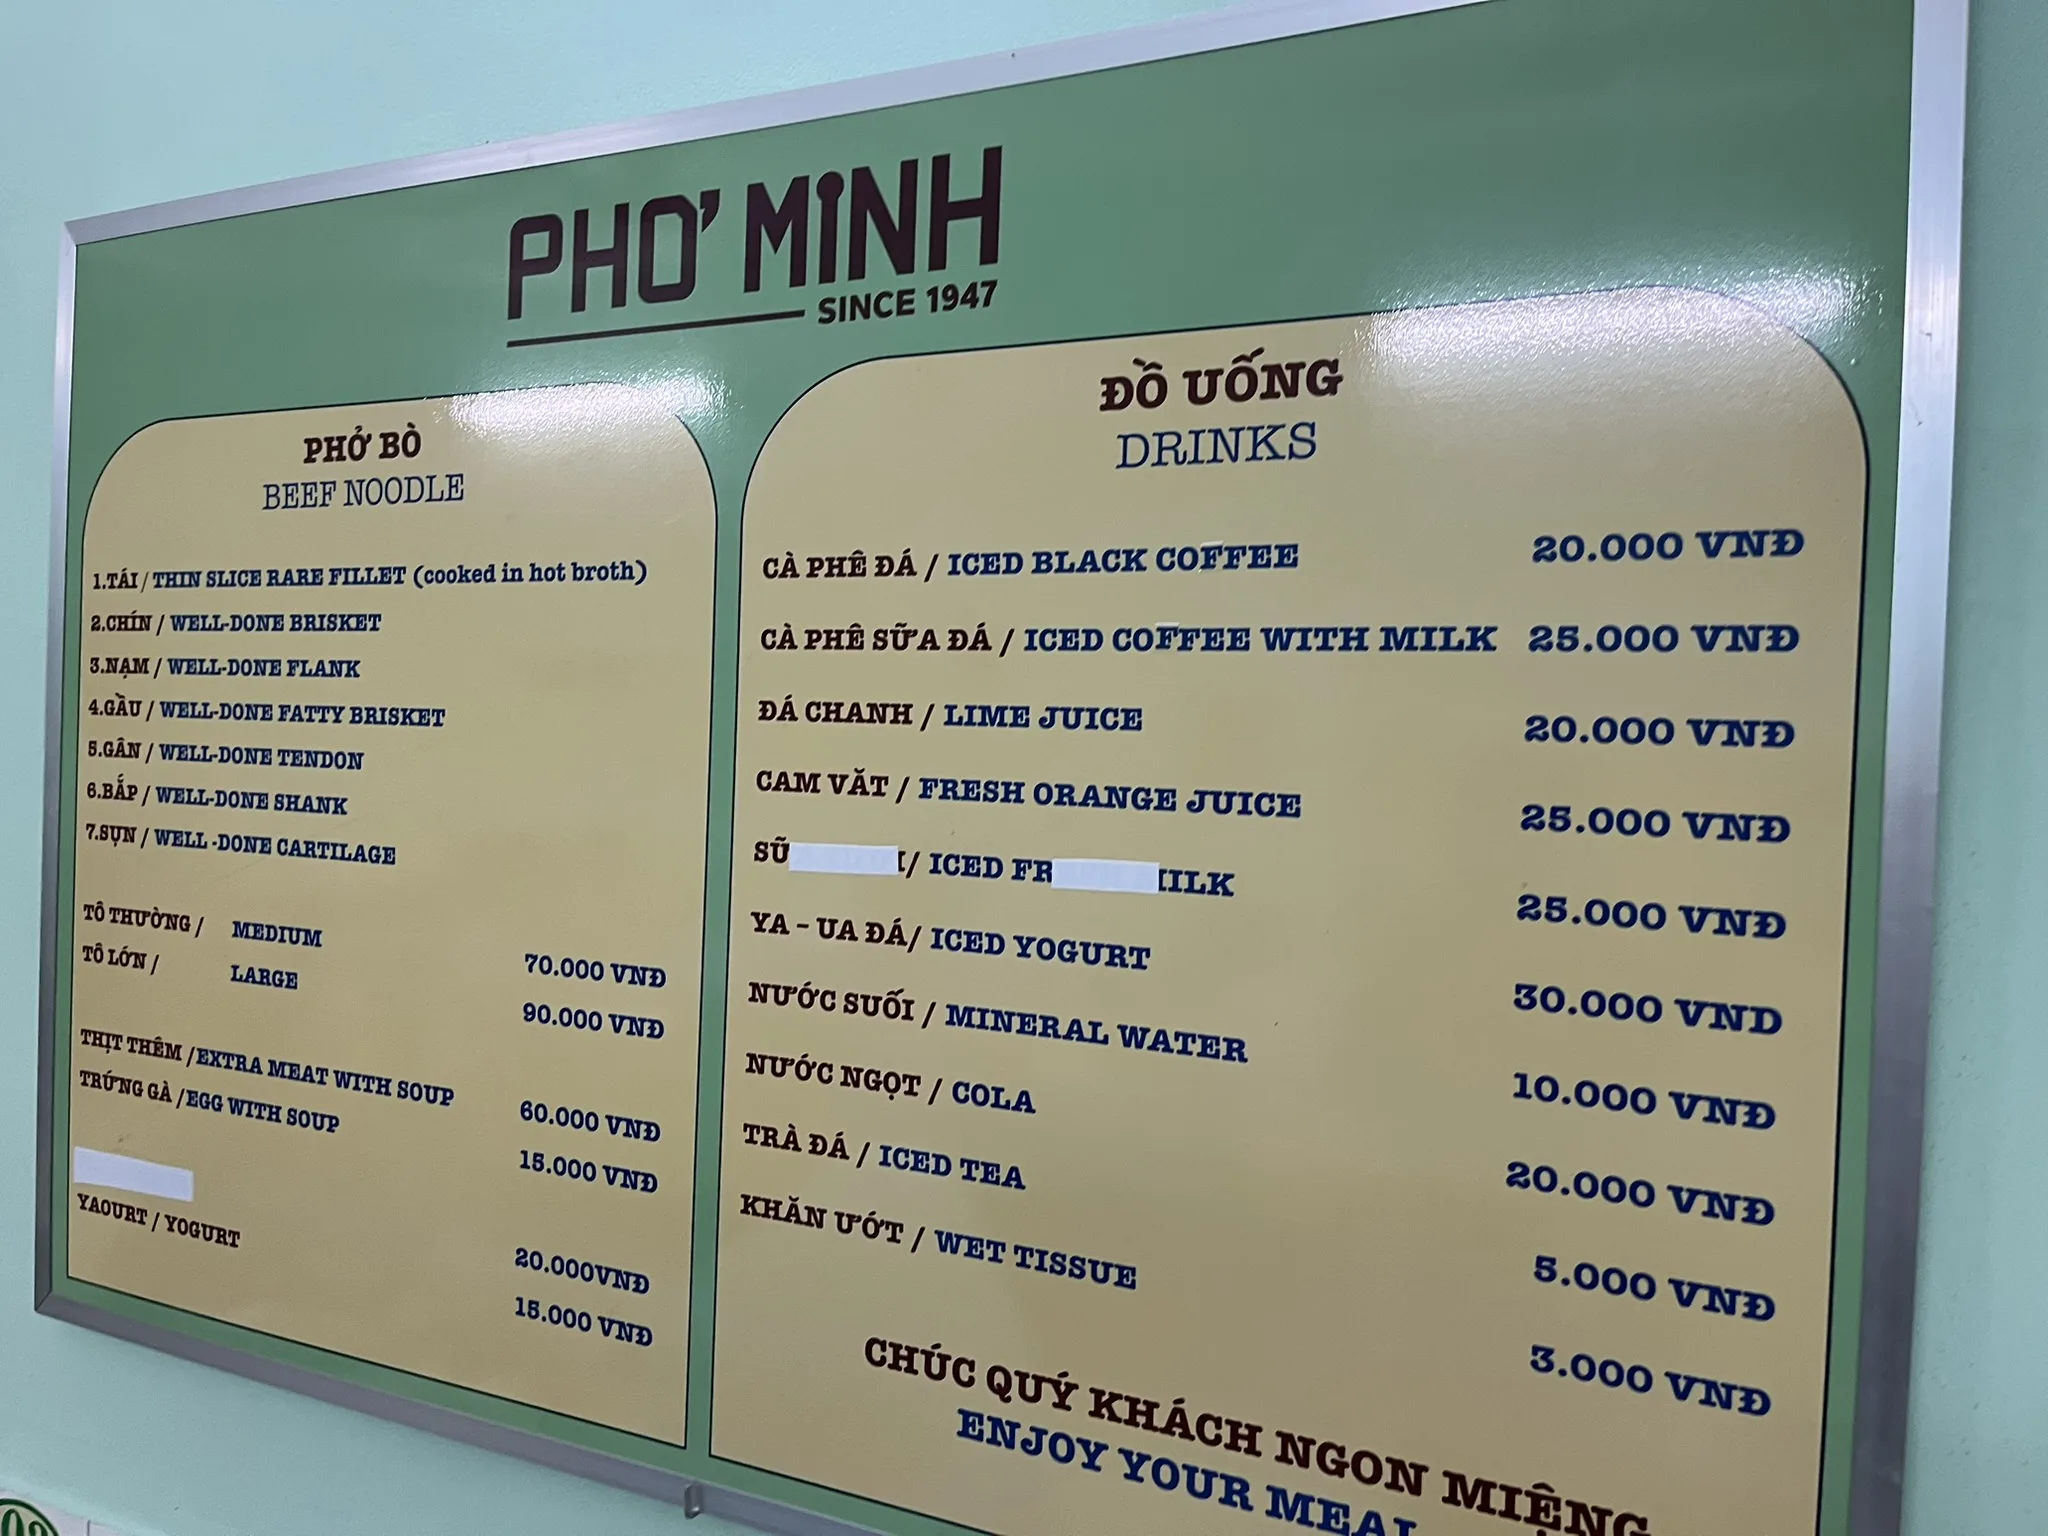 PHỞ MINH
SINCE 1947
PHỞ BÒ
BEEF NOODLE
1.TÁI / THIN SLICE RARE FILLET (cooked in hot broth)
2.CHÍN / WELL-DONE BRISKET
3.NẠM / WELL-DONE FLANK
4.GẦU / WELL-DONE FATTY BRISKET
5.GÂN / WELL-DONE TENDON
6.BẮP / WELL-DONE SHANK
7.SỤN / WELL -DONE CARTILAGE
TÔ THƯỜNG / MEDIUM 70.000 VNĐ
TÔ LỚN / LARGE 90.000 VNĐ
THỊT THÊM /EXTRA MEAT WITH SOUP 60.000 VNĐ
TRỨNG GÀ /EGG WITH SOUP 15.000 VNĐ
20.000VNĐ
YAOURT / YOGURT 15.000 VNĐ
ĐỒ UỐNG
DRINKS
CÀ PHÊ ĐÁ / ICED BLACK COFFEE 20.000 VNĐ
CÀ PHÊ SỮA ĐÁ / ICED COFFEE WITH MILK 25.000 VNĐ
ĐÁ CHANH / LIME JUICE 20.000 VNĐ
CAM VẮT / FRESH ORANGE JUICE 25.000 VNĐ
/ ICED 25.000 VNĐ
YA - UA ĐÁ/ ICED YOGURT 30.000 VND
NƯỚC SUỐI / MINERAL WATER 10.000 VNĐ
NƯỚC NGỌT / COLA 20.000 VNĐ
TRÀ ĐÁ / ICED TEA 5.000 VNĐ
KHĂN ƯỚT / WET TISSUE 3.000 VNĐ
CHÚC QUÝ KHÁCH NGON MIỆNG
ENJOY YOUR MEAL